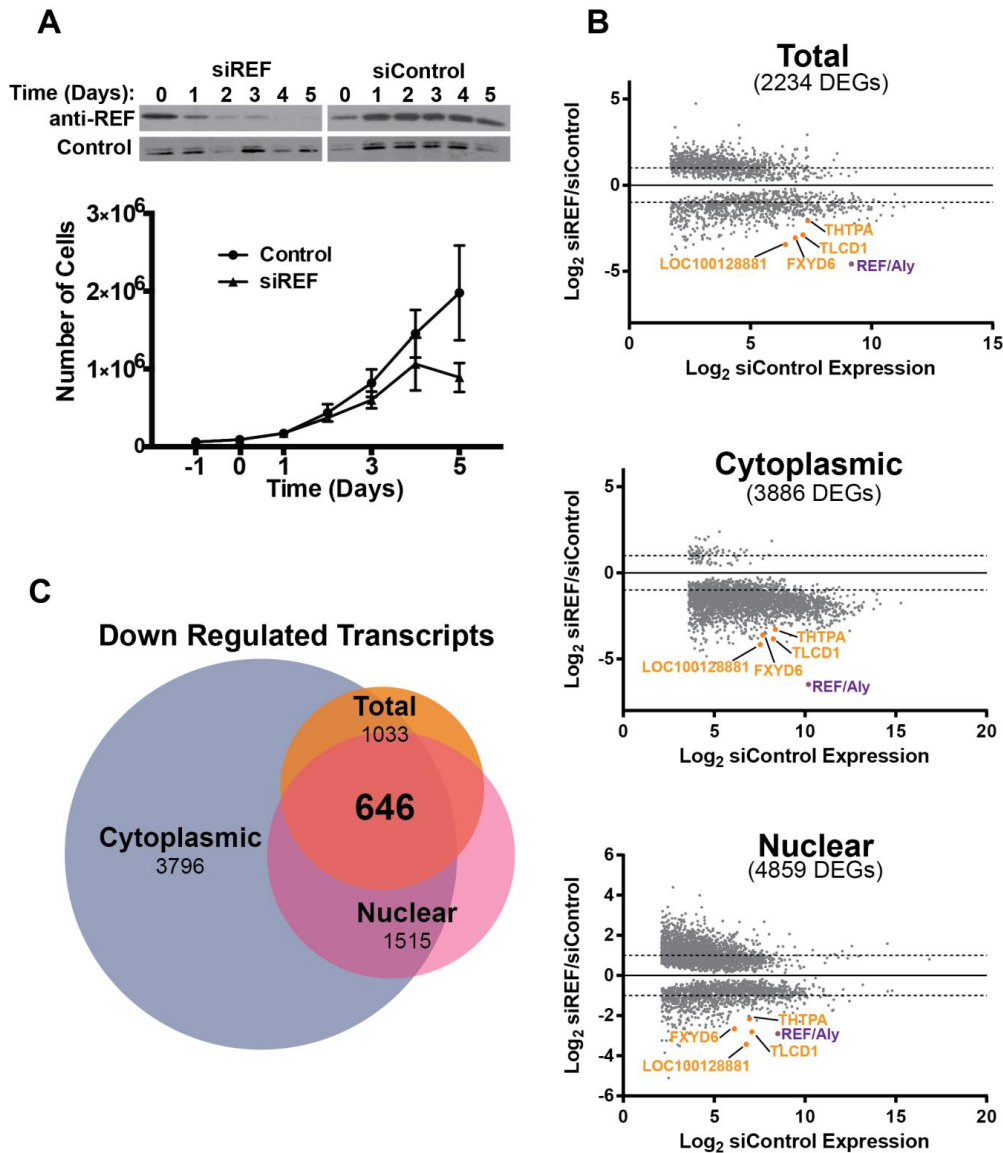 A
siREF siControl
Time (Days): 0 1 2 3 4 5 0 1 2 3 4 5
anti-REF
Control
3×10⁶
2×10⁶
1×10⁶
0
Number of Cells
Control
siREF
-1 0 1 3 5
Time (Days)
B
Total
(2234 DEGs)
5
0
-5
Log₂ siREF/siControl
THTPA
TLCD1
LOC100128881 FXYD6 REF/Aly
0 5 10 15
Log₂ siControl Expression
Cytoplasmic
(3886 DEGs)
5
0
-5
Log₂ siREF/siControl
THTPA
TLCD1
LOC100128881 FXYD6
REF/Aly
0 5 10 15 20
Log₂ siControl Expression
Nuclear
(4859 DEGs)
6
4
2
0
-2
-4
-6
Log₂ siREF/siControl
THTPA
FXYD6 REF/Aly
TLCD1
LOC100128881
0 5 10 15 20
Log₂ siControl Expression
C
Down Regulated Transcripts
Total
1033
646
Cytoplasmic
3796
Nuclear
1515